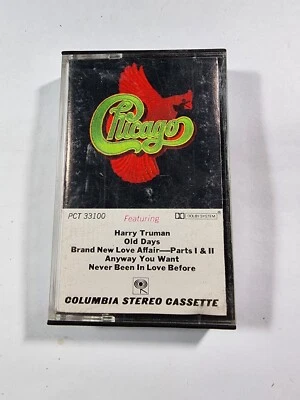 Chicago
PCT 33100 Featuring DOLBY SYSTEM
Harry Truman
Old Days
Brand New Love Affair—Parts I & II
Anyway You Want
Never Been In Love Before
COLUMBIA STEREO CASSETTE